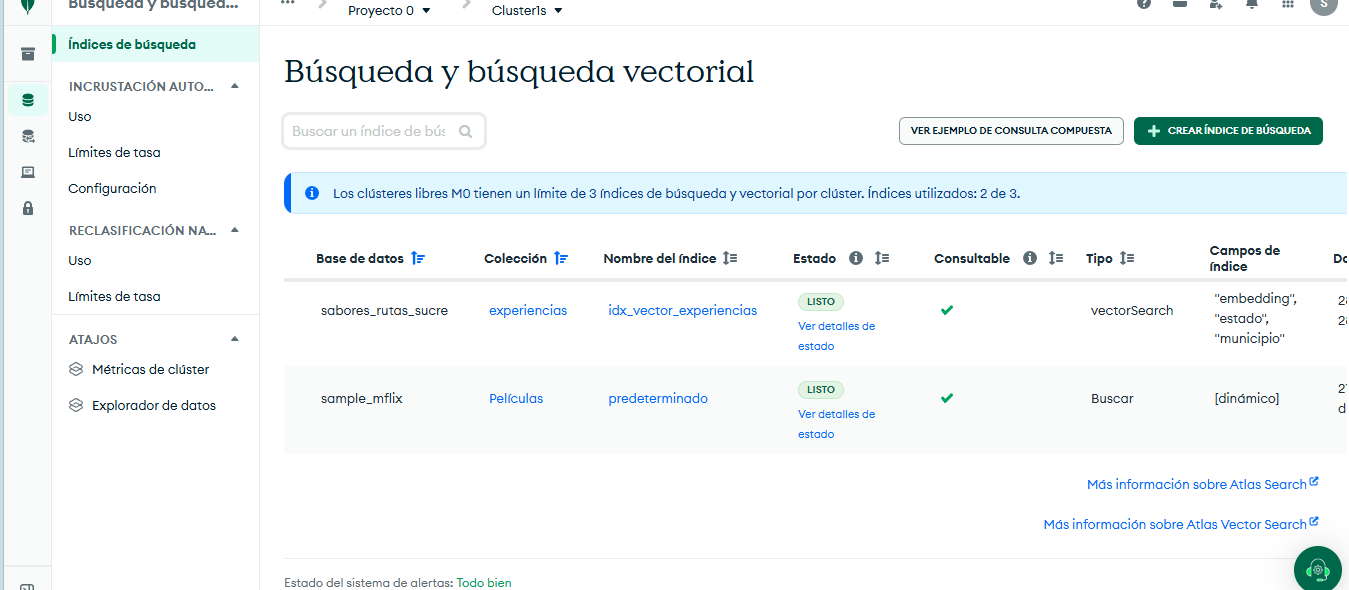 Búsqueda y búsqueda...
Proyecto 0
Cluster1s
S
Índices de búsqueda
INCRUSTACIÓN AUTO...
Uso
Límites de tasa
Configuración
RECLASIFICACIÓN NA...
Uso
Límites de tasa
ATAJOS
Métricas de clúster
Explorador de datos
Búsqueda y búsqueda vectorial
Buscar un índice de bús
VER EJEMPLO DE CONSULTA COMPUESTA
CREAR ÍNDICE DE BÚSQUEDA
Los clústeres libres M0 tienen un límite de 3 índices de búsqueda y vectorial por clúster. Índices utilizados: 2 de 3.
Base de datos Colección Nombre del índice Estado Consultable Tipo Campos de índice
sabores_rutas_sucre experiencias idx_vector_experiencias LISTO vectorSearch "embedding",
Ver detalles de "estado",
estado "municipio"
sample_mflix Películas predeterminado LISTO Buscar [dinámico]
Ver detalles de
estado
Más información sobre Atlas Search
Más información sobre Atlas Vector Search
Estado del sistema de alertas: Todo bien